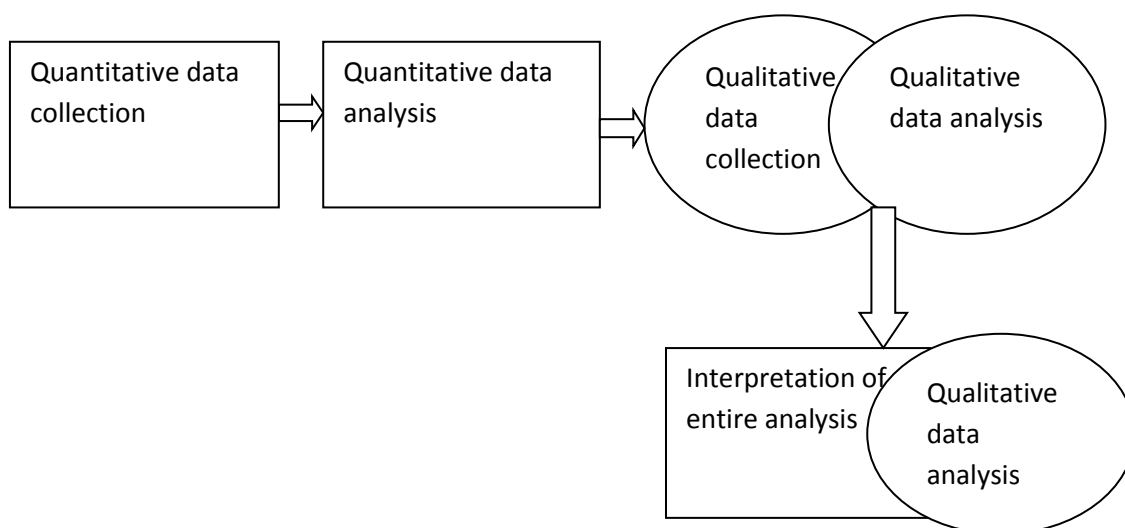 Quantitative data
collection
Quantitative data
analysis
Qualitative
data
collection
Qualitative
data analysis
Interpretation of
entire analysis
Qualitative
data
analysis